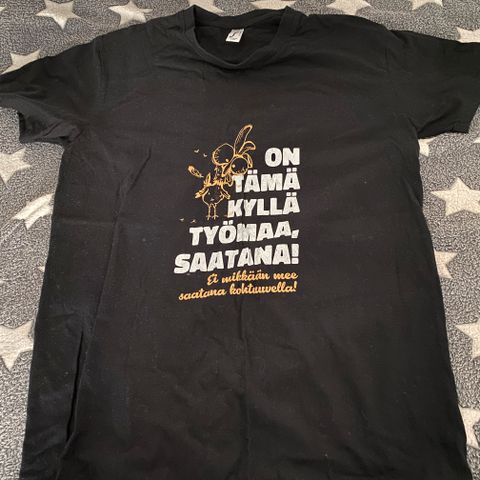 ON
TÄMÄ
KYLLÄ
TYÖMAA,
SAATANA!
Ei mikkään mee
saatana kohtuuvella!